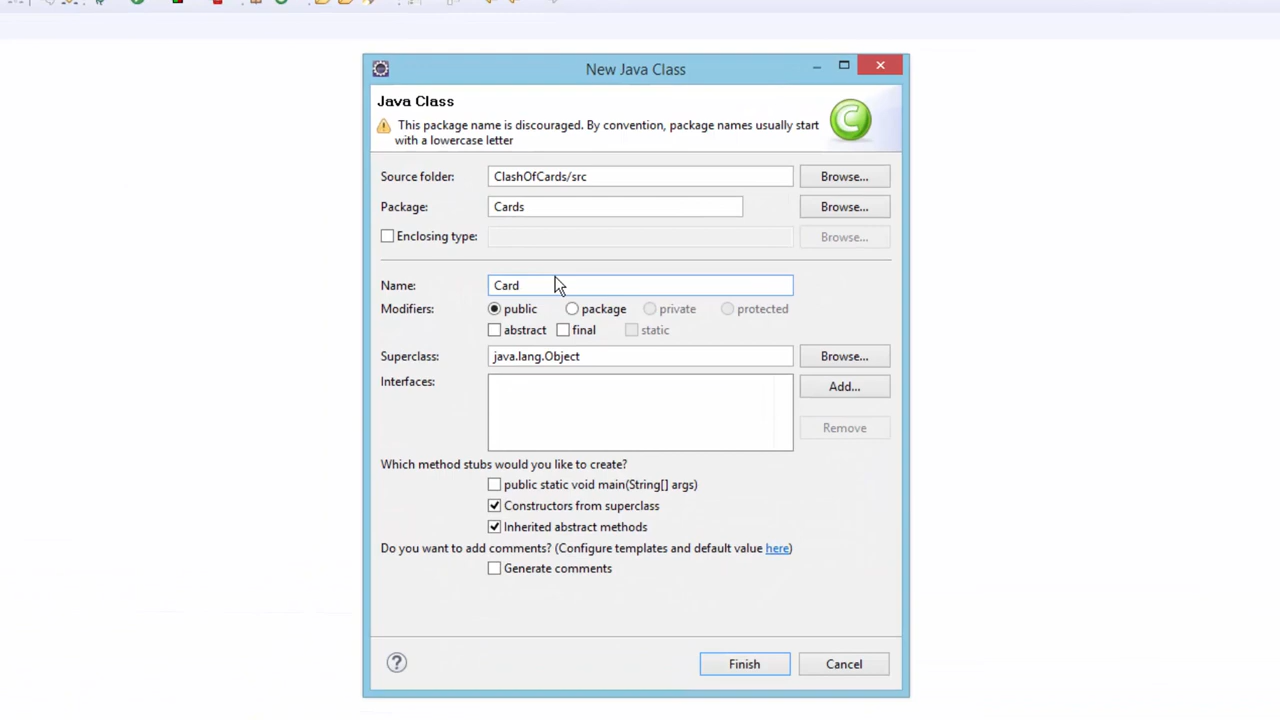 New Java Class
Java Class
This package name is discouraged. By convention, package names usually start
with a lowercase letter
Source folder: ClashOfCards/src Browse...
Package: Cards Browse...
Enclosing type: Browse...
Name: Card
Modifiers: public package private protected
abstract final static
Superclass: java.lang.Object Browse...
Interfaces: Add...
Remove
Which method stubs would you like to create?
public static void main(String[] args)
Constructors from superclass
Inherited abstract methods
Do you want to add comments? (Configure templates and default value here)
Generate comments
? Finish Cancel